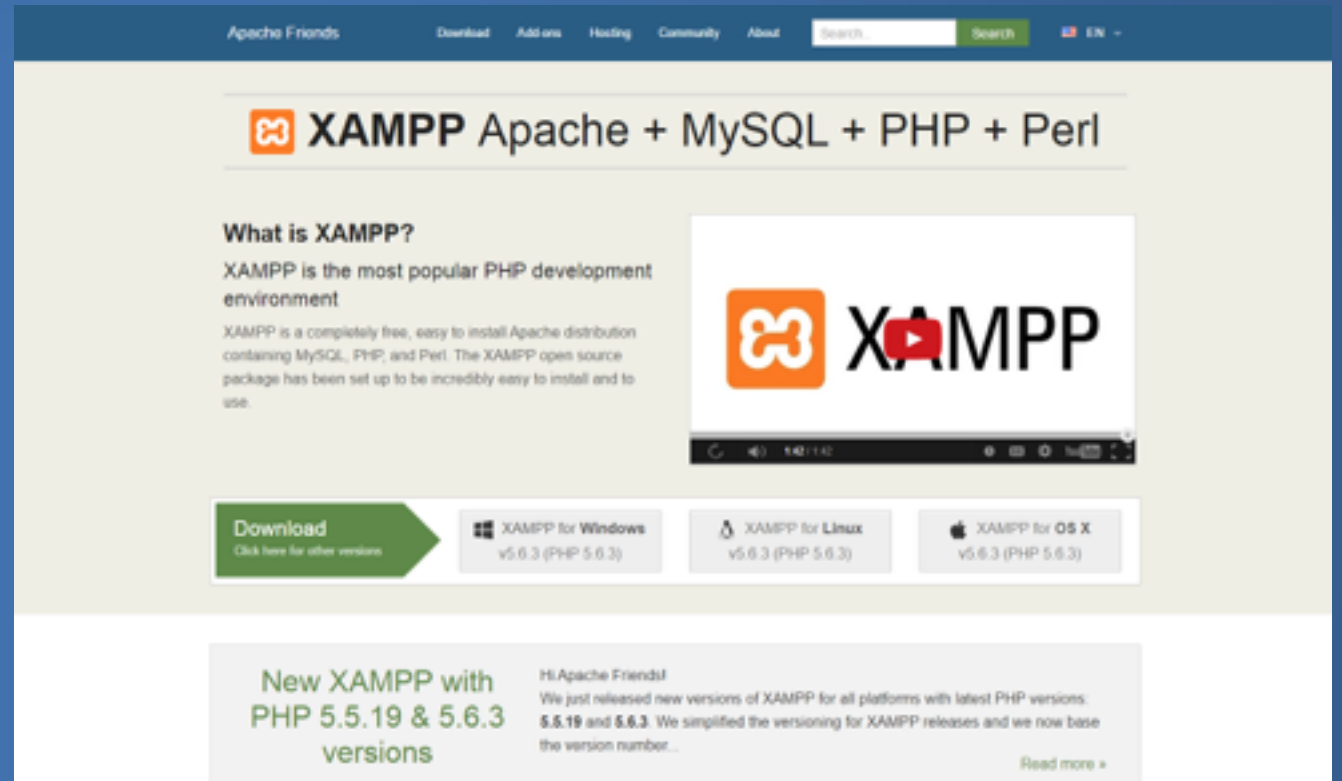 Apache Friends
Download Add-ons Hosting Community About Search... Search EN
XAMPP Apache + MySQL + PHP + Perl
What is XAMPP?
XAMPP is the most popular PHP development
environment
XAMPP is a completely free, easy to install Apache distribution
containing MySQL, PHP, and Perl. The XAMPP open source
package has been set up to be incredibly easy to install and to
use.
XAMPP
1:42 / 1:42 YouTube
Download
Click here for other versions
XAMPP for Windows
v5.6.3 (PHP 5.6.3)
XAMPP for Linux
v5.6.3 (PHP 5.6.3)
XAMPP for OS X
v5.6.3 (PHP 5.6.3)
New XAMPP with
PHP 5.5.19 & 5.6.3
versions
Hi Apache Friends!
We just released new versions of XAMPP for all platforms with latest PHP versions:
5.5.19 and 5.6.3. We simplified the versioning for XAMPP releases and we now base
the version number...
Read more »